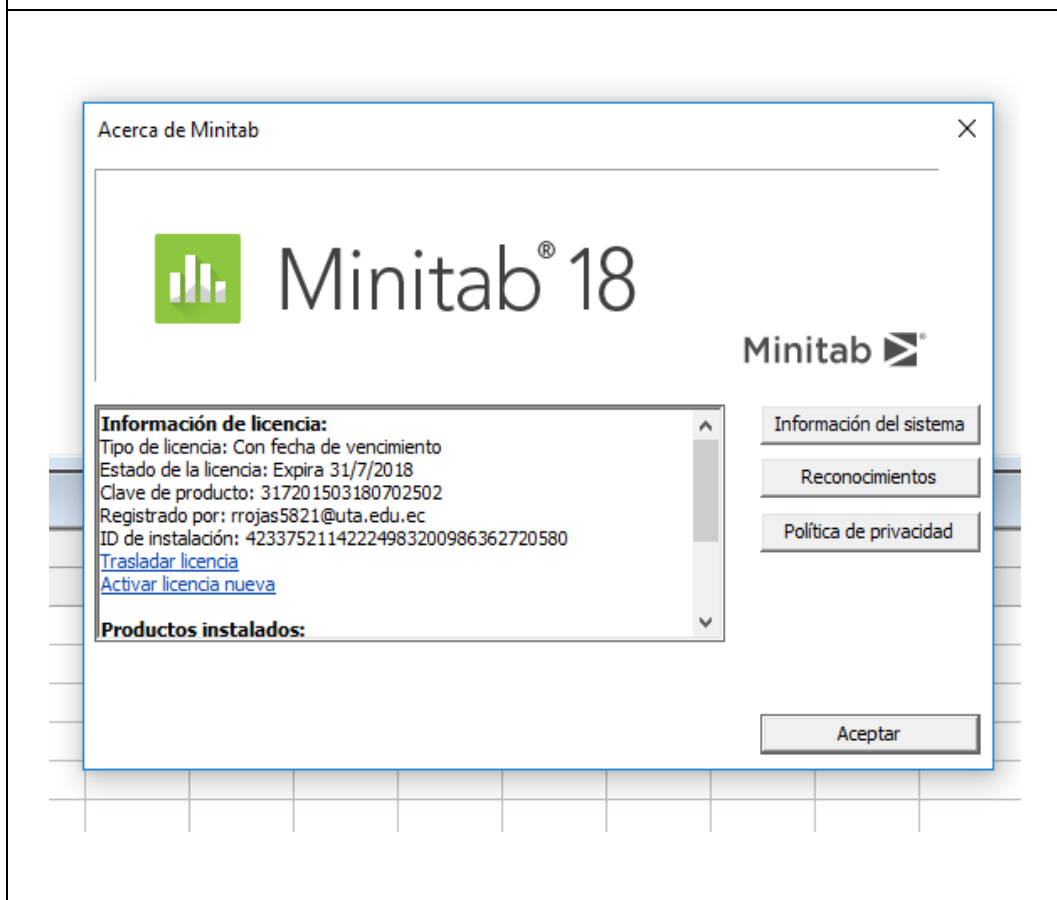 Acerca de Minitab
Minitab® 18
Minitab ®
Información de licencia:
Tipo de licencia: Con fecha de vencimiento
Estado de la licencia: Expira 31/7/2018
Clave de producto: 317201503180702502
Registrado por: rrojas5821@uta.edu.ec
ID de instalación: 4233752114222498320098636272​0580
Trasladar licencia
Activar licencia nueva
Productos instalados:
Información del sistema
Reconocimientos
Política de privacidad
Aceptar